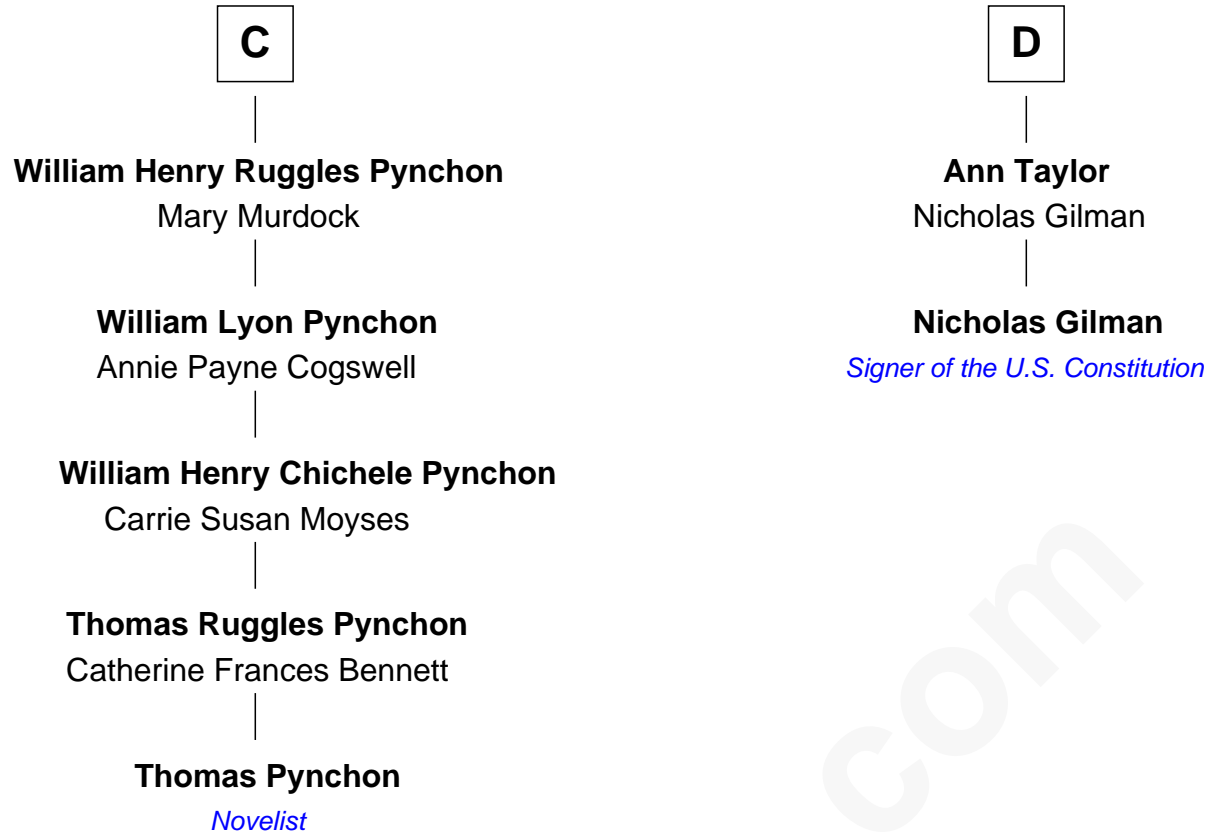 C
William Henry Ruggles Pynchon
Mary Murdock
William Lyon Pynchon
Annie Payne Cogswell
William Henry Chichele Pynchon
Carrie Susan Moyses
Thomas Ruggles Pynchon
Catherine Frances Bennett
Thomas Pynchon
Novelist
D
Ann Taylor
Nicholas Gilman
Nicholas Gilman
Signer of the U.S. Constitution
com